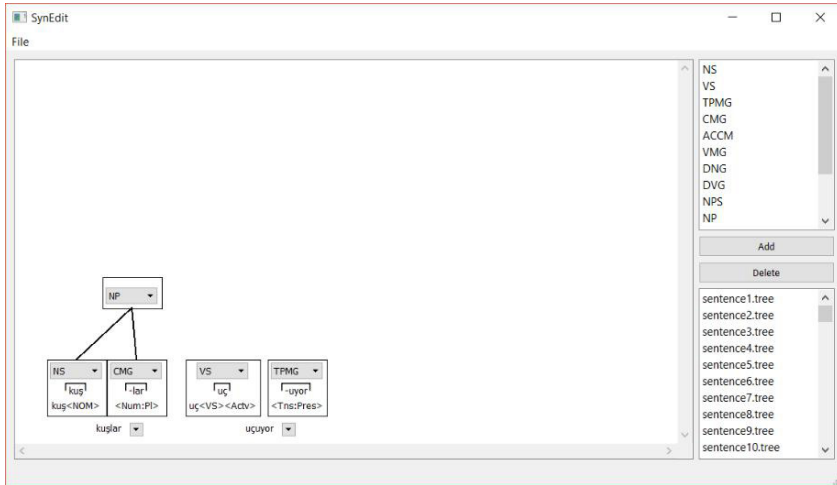 SynEdit
File
NS
VS
TPMG
CMG
ACCM
VMG
DNG
DVG
NPS
NP
Add
Delete
sentence1.tree
sentence2.tree
sentence3.tree
sentence4.tree
sentence5.tree
sentence6.tree
sentence7.tree
sentence8.tree
sentence9.tree
sentence10.tree
NP
NS CMG VS TPMG
kuş -lar uç -uyor
kuş<NOM> <Num:Pl> uç<VS><Actv> <Tns:Pres>
kuşlar uçuyor